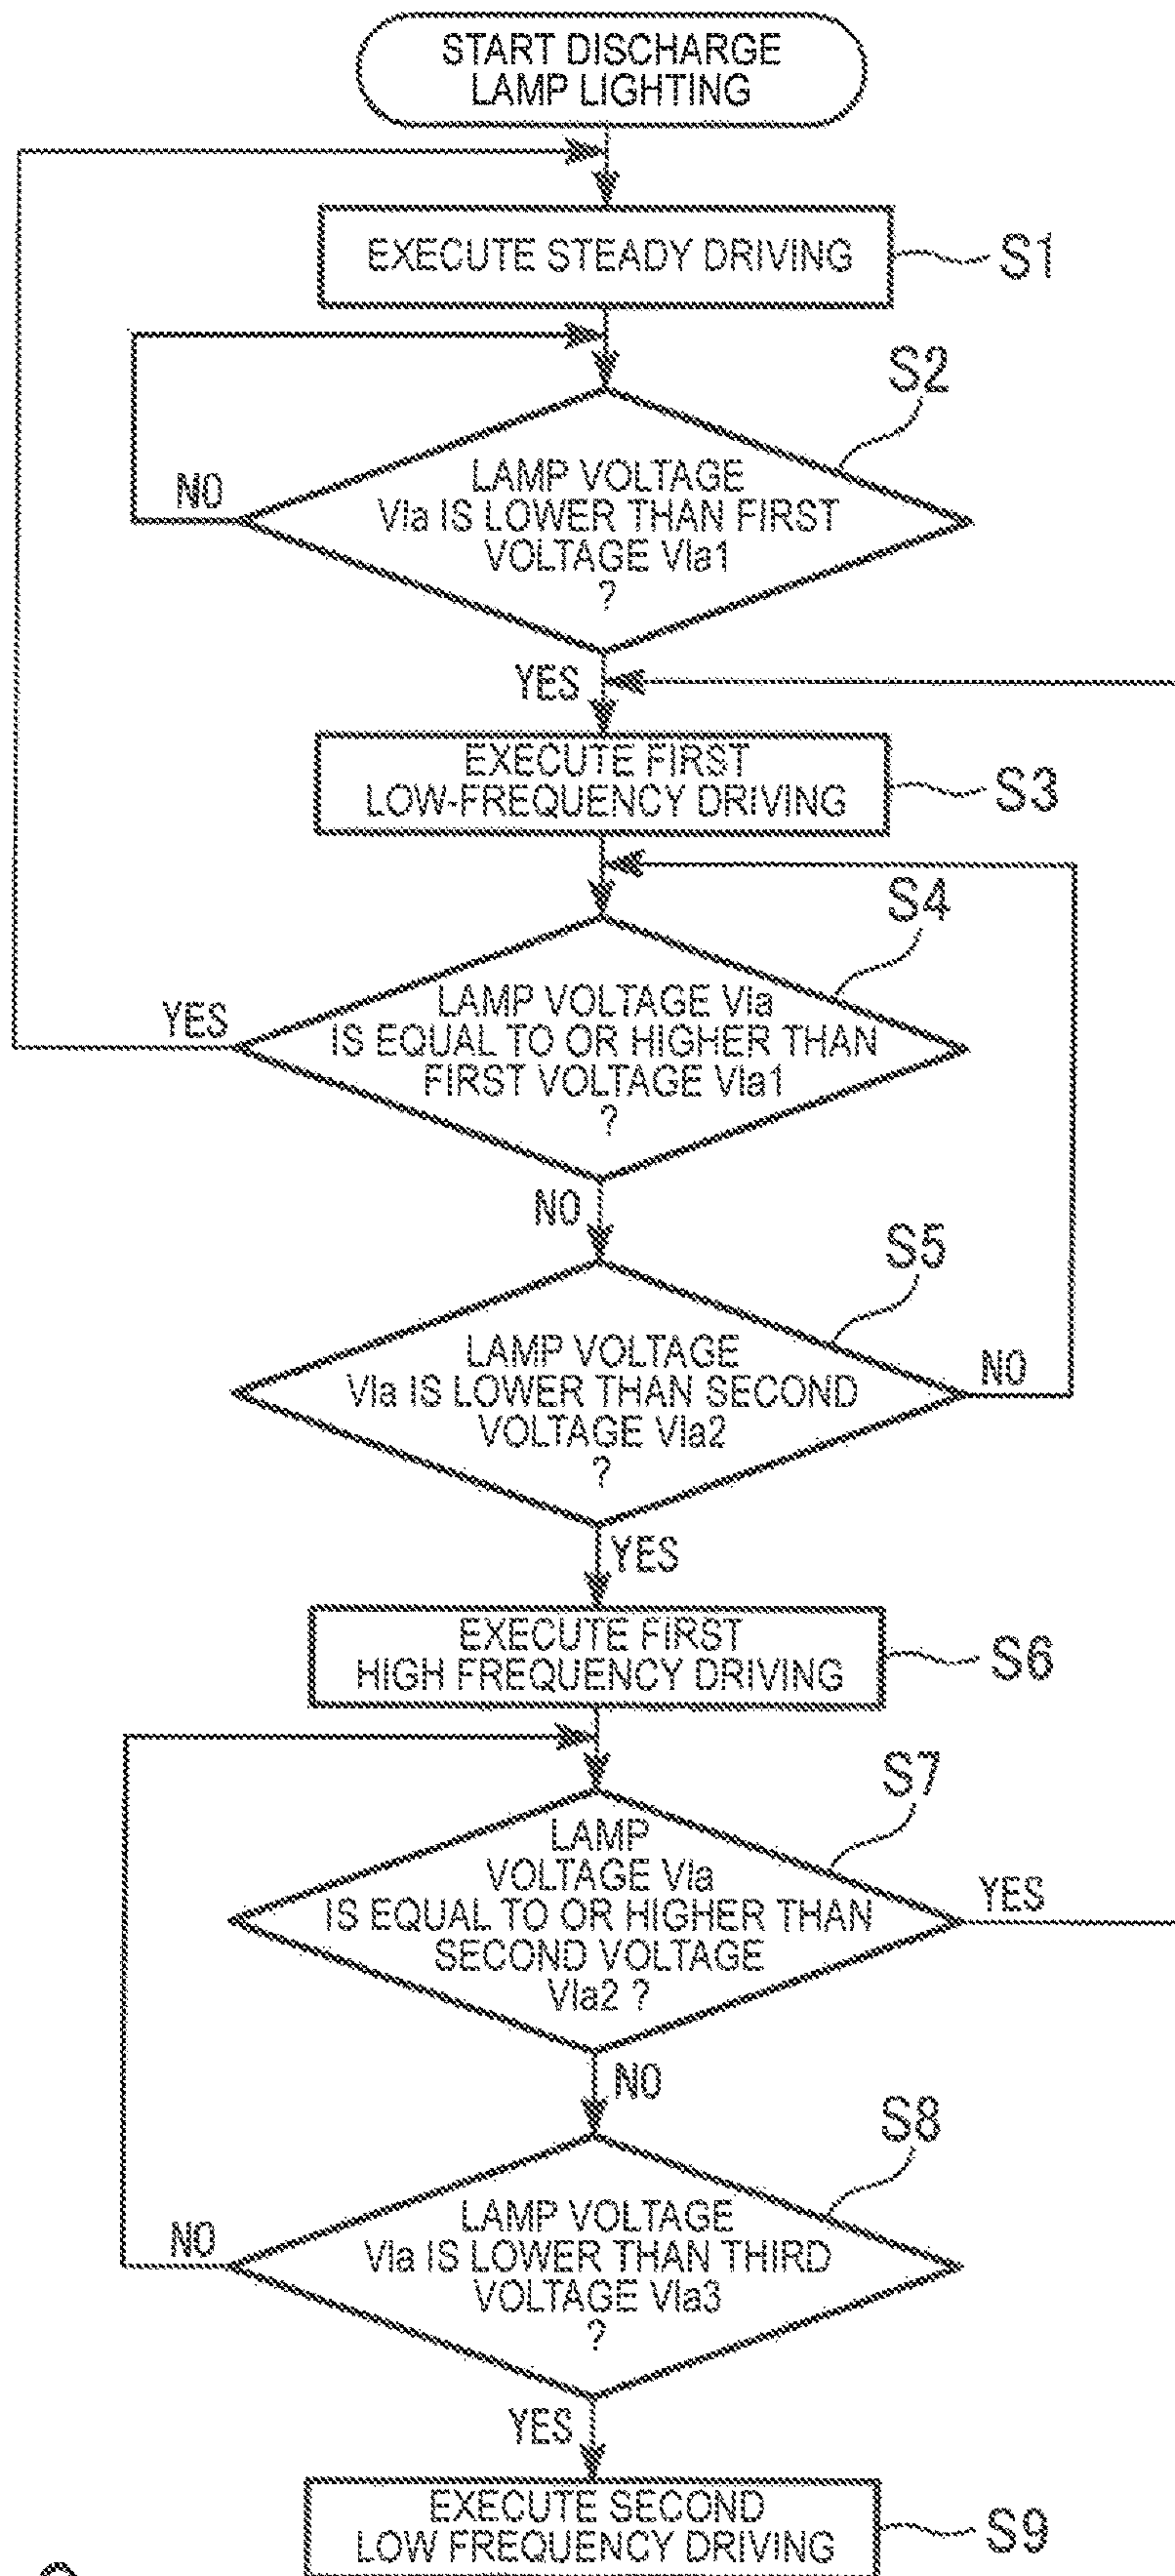 START DISCHARGE
LAMP LIGHTING
EXECUTE STEADY DRIVING
S1
S2
LAMP VOLTAGE
Vla IS LOWER THAN FIRST
VOLTAGE Vla1
?
NO
YES
EXECUTE FIRST
LOW-FREQUENCY DRIVING
S3
S4
LAMP VOLTAGE Vla
IS EQUAL TO OR HIGHER THAN
FIRST VOLTAGE Vla1
?
YES
NO
S5
LAMP VOLTAGE
Vla IS LOWER THAN SECOND
VOLTAGE Vla2
?
NO
YES
EXECUTE FIRST
HIGH FREQUENCY DRIVING
S6
S7
LAMP
VOLTAGE Vla
IS EQUAL TO OR HIGHER THAN
SECOND VOLTAGE
Vla2 ?
YES
NO
S8
LAMP VOLTAGE
Vla IS LOWER THAN THIRD
VOLTAGE Vla3
?
NO
YES
EXECUTE SECOND
LOW FREQUENCY DRIVING
S9